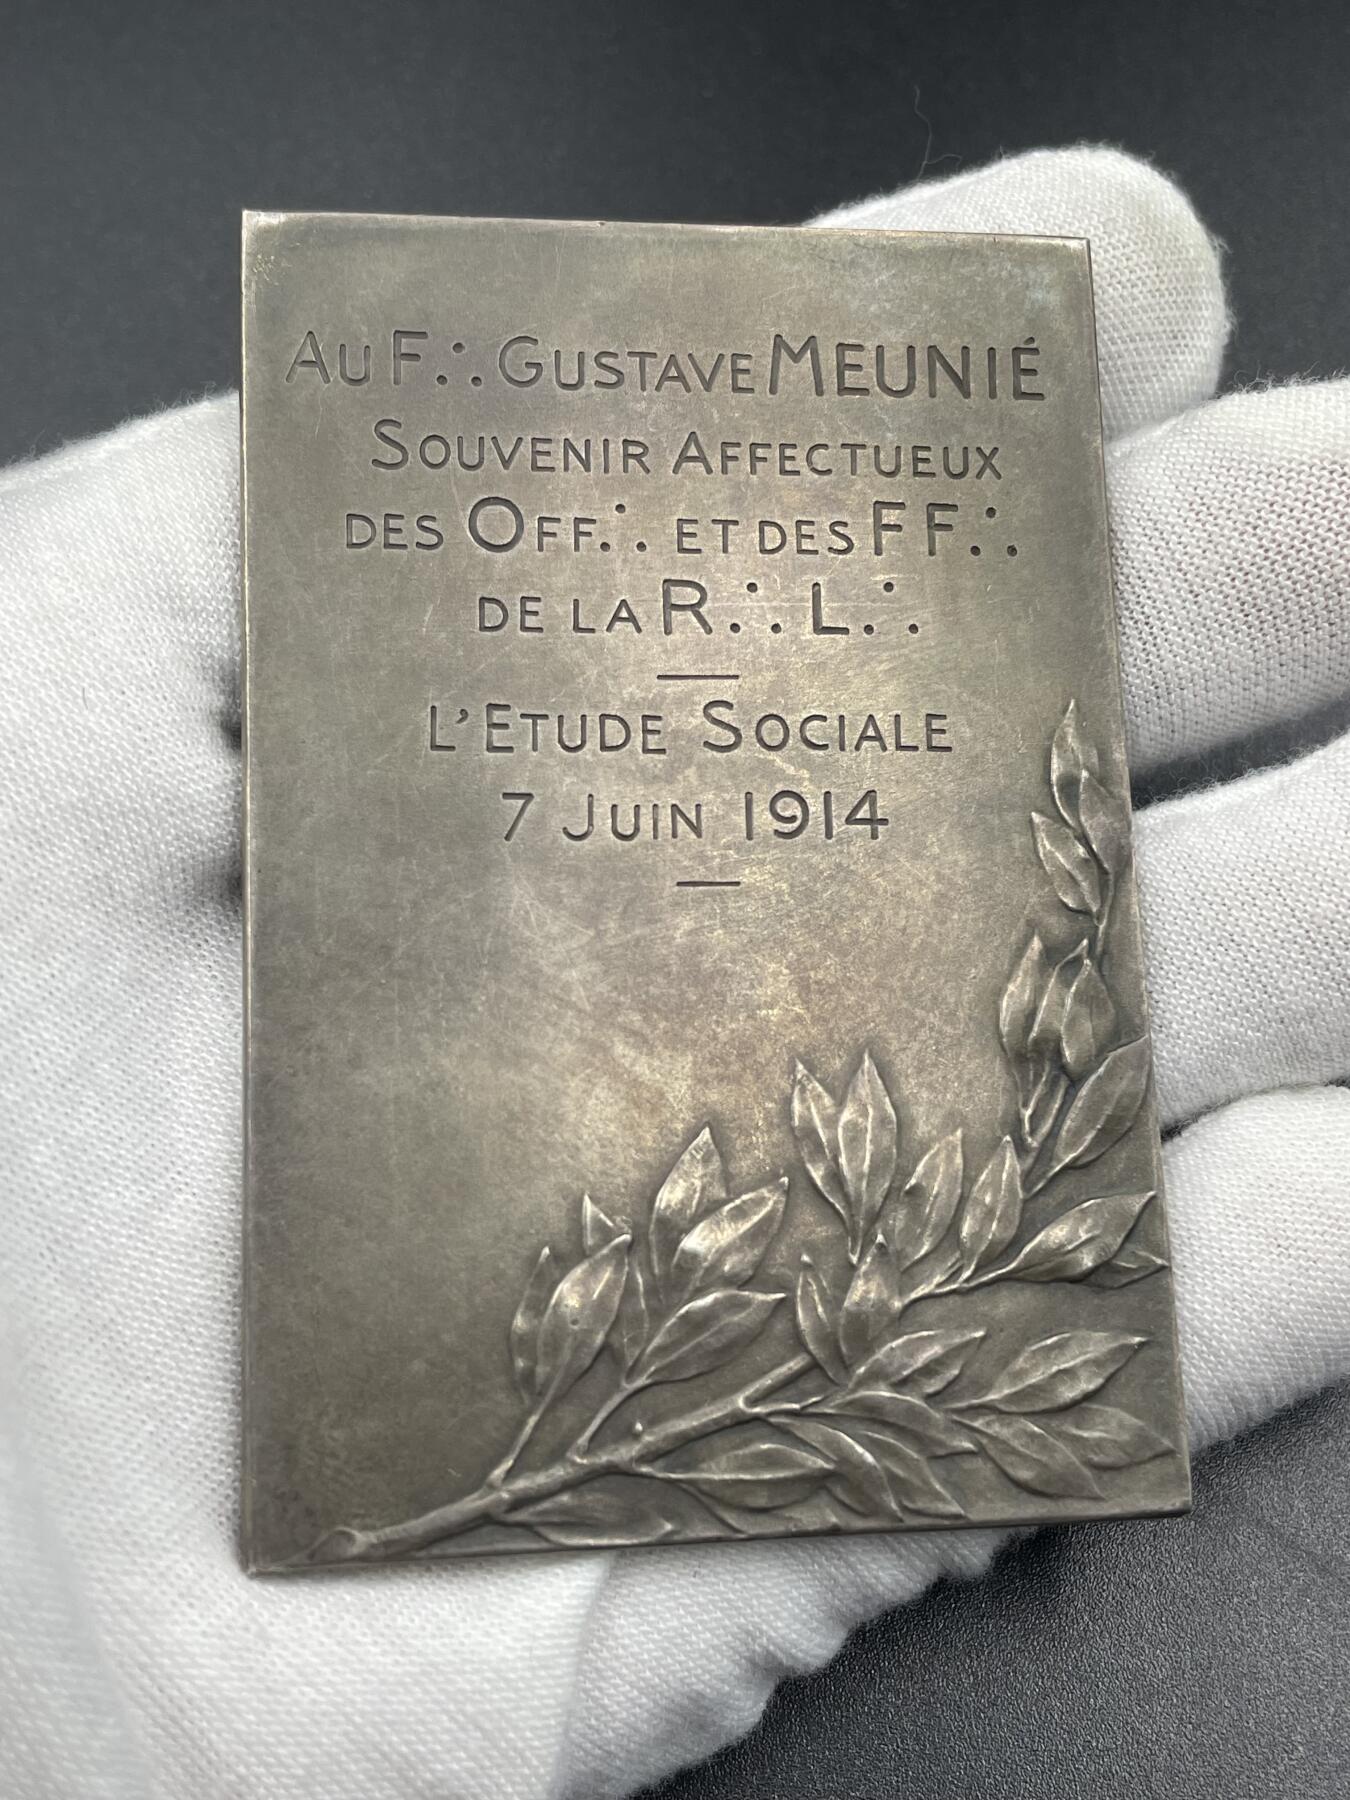 AU F∴ GUSTAVE MEUNIÉ
SOUVENIR AFFECTUEUX
DES OFF∴ ET DES FF∴
DE LA R∴ L∴
L'ETUDE SOCIALE
7 JUIN 1914